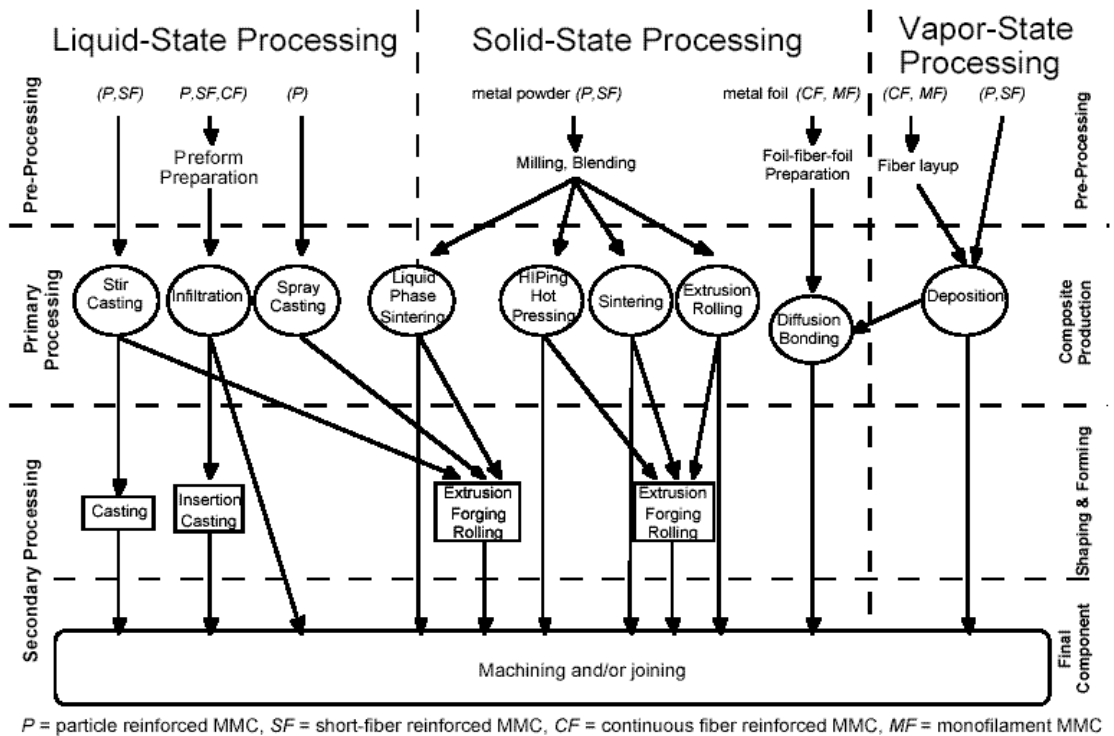 Liquid-State Processing
Solid-State Processing
Vapor-State
Processing
Pre-Processing
(P,SF)
P,SF,CF)
(P)
metal powder (P,SF)
metal foil (CF, MF)
(CF, MF)
(P,SF)
Pre-Processing
Preform
Preparation
Milling, Blending
Foil-fiber-foil
Preparation
Fiber layup
Primary
Processing
Stir
Casting
Infiltration
Spray
Casting
Liquid
Phase
Sintering
HIPing
Hot
Pressing
Sintering
Extrusion
Rolling
Diffusion
Bonding
Deposition
Composite
Production
Secondary Processing
Casting
Insertion
Casting
Extrusion
Forging
Rolling
Extrusion
Forging
Rolling
Shaping & Forming
Machining and/or joining
Final
Component
P = particle reinforced MMC, SF = short-fiber reinforced MMC, CF = continuous fiber reinforced MMC, MF = monofilament MMC